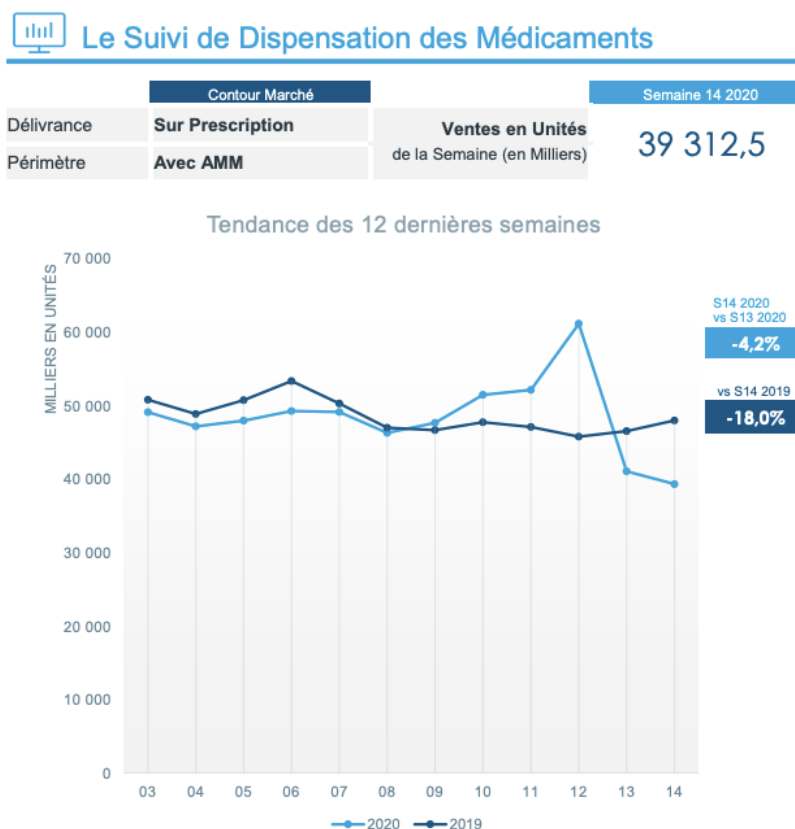 Le Suivi de Dispensation des Médicaments
Contour Marché
Semaine 14 2020
Délivrance
Sur Prescription
Ventes en Unités
39 312,5
Périmètre
Avec AMM
de la Semaine (en Milliers)
Tendance des 12 dernières semaines
MILLIERS EN UNITÉS
70 000
60 000
50 000
40 000
30 000
20 000
10 000
0
S14 2020
vs S13 2020
-4,2%
vs S14 2019
-18,0%
03 04 05 06 07 08 09 10 11 12 13 14
2020 2019